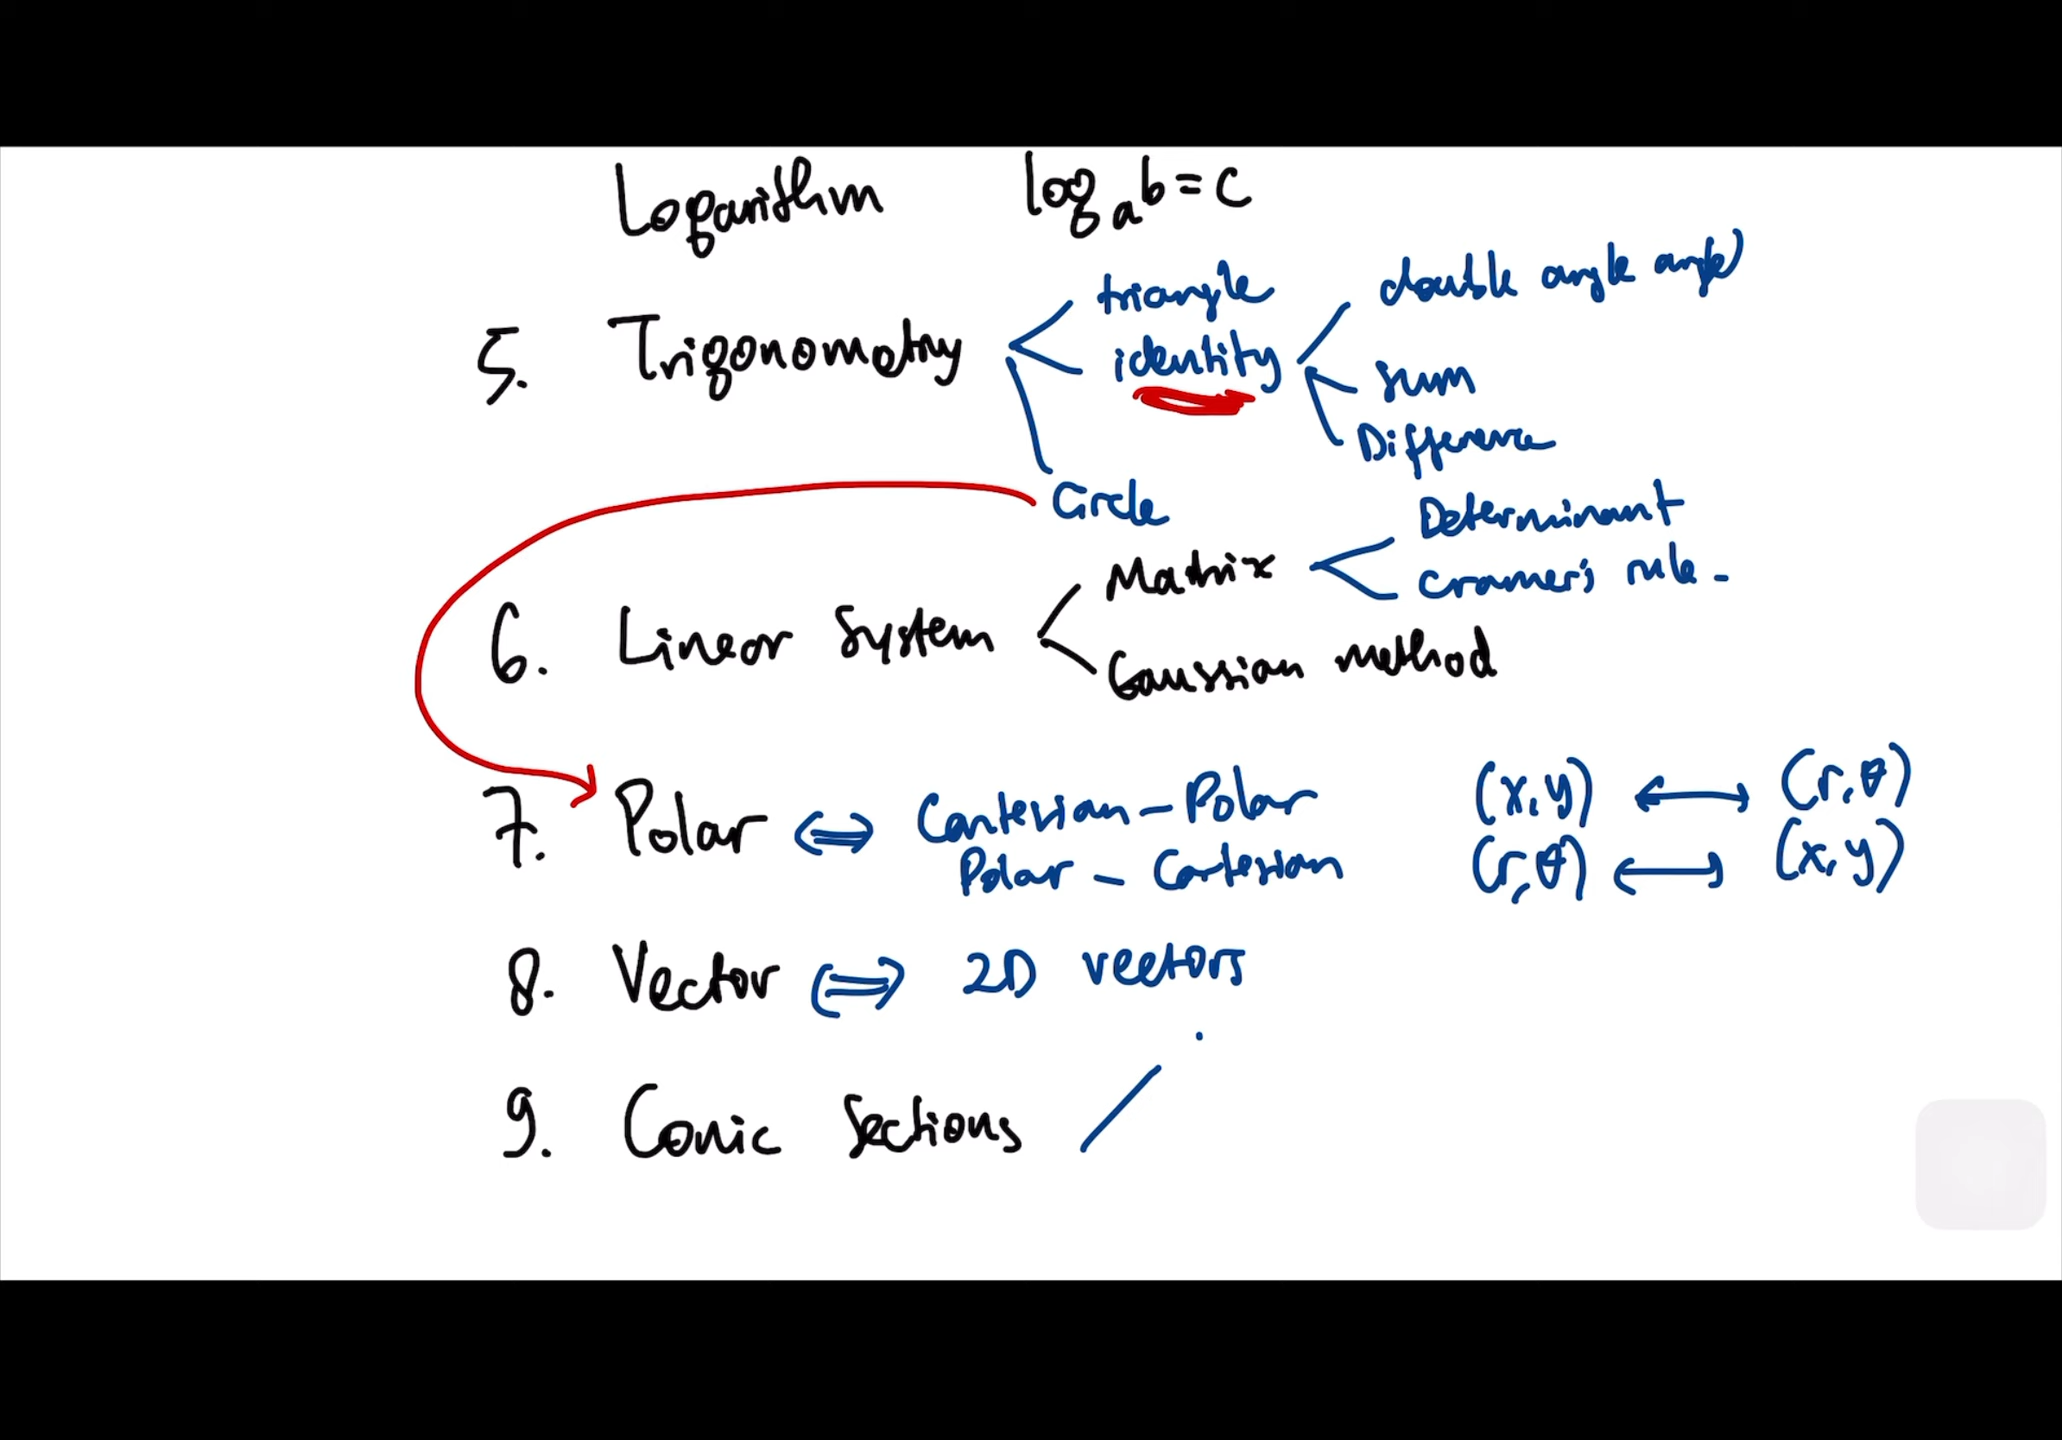 Logarithm log_a b = c
triangle
double angle angle
5. Trigonometry
identity
sum
Difference
Circle
Determinant
Matrix
Cramer's rule -
6. Linear System
Gaussian method
7. Polar ⇔ Cartesian - Polar (x, y) ⟷ (r, θ)
Polar - Cartesian (r, θ) ⟷ (x, y)
8. Vector ⇔ 2D vectors
9. Conic Sections